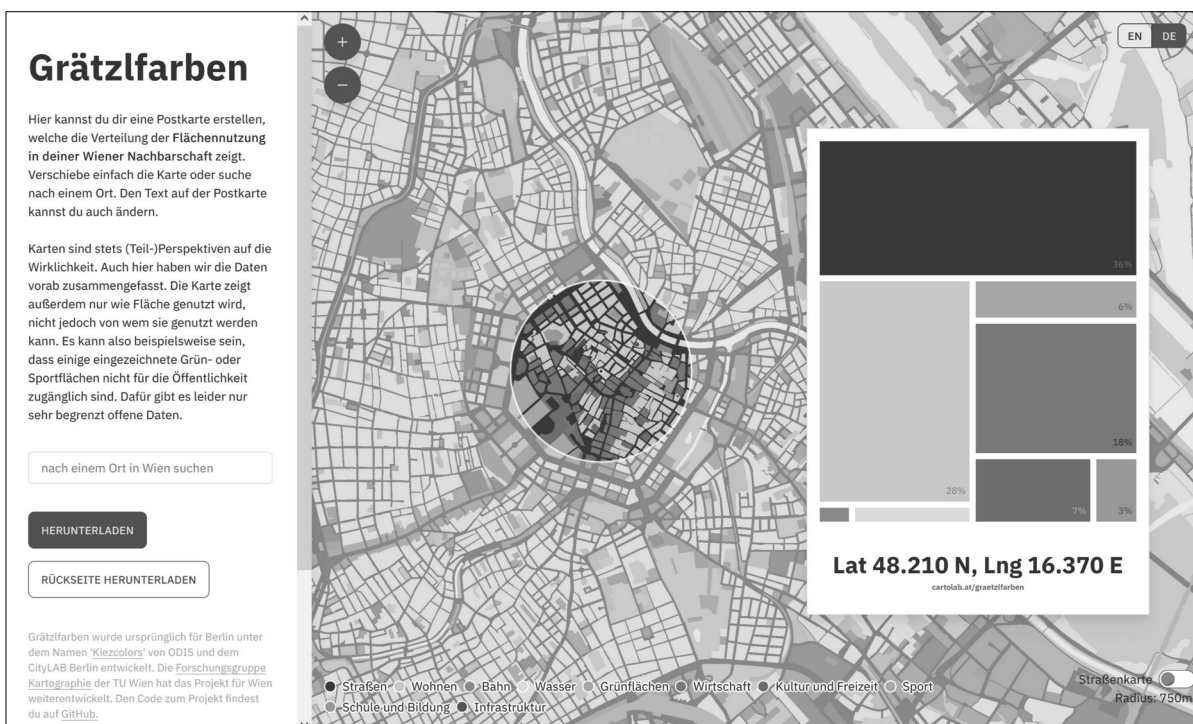 Grätzlfarben
Hier kannst du dir eine Postkarte erstellen,
welche die Verteilung der Flächennutzung
in deiner Wiener Nachbarschaft zeigt.
Verschiebe einfach die Karte oder suche
nach einem Ort. Den Text auf der Postkarte
kannst du auch ändern.
Karten sind stets (Teil-)Perspektiven auf die
Wirklichkeit. Auch hier haben wir die Daten
vorab zusammengefasst. Die Karte zeigt
außerdem nur wie Fläche genutzt wird,
nicht jedoch von wem sie genutzt werden
kann. Es kann also beispielsweise sein,
dass einige eingezeichnete Grün- oder
Sportflächen nicht für die Öffentlichkeit
zugänglich sind. Dafür gibt es leider nur
sehr begrenzt offene Daten.
nach einem Ort in Wien suchen
HERUNTERLADEN
RÜCKSEITE HERUNTERLADEN
Grätzlfarben wurde ursprünglich für Berlin unter
dem Namen 'Kiezcolors' von ODIS und dem
CityLAB Berlin entwickelt. Die Forschungsgruppe
Kartographie der TU Wien hat das Projekt für Wien
weiterentwickelt. Den Code zum Projekt findest
du auf GitHub.
+
−
EN DE
36%
6%
18%
28%
7%
3%
Lat 48.210 N, Lng 16.370 E
cartolab.at/graetzlfarben
Straßen Wohnen Bahn Wasser Grünflächen Wirtschaft Kultur und Freizeit Sport
Schule und Bildung Infrastruktur
Straßenkarte
Radius: 750m